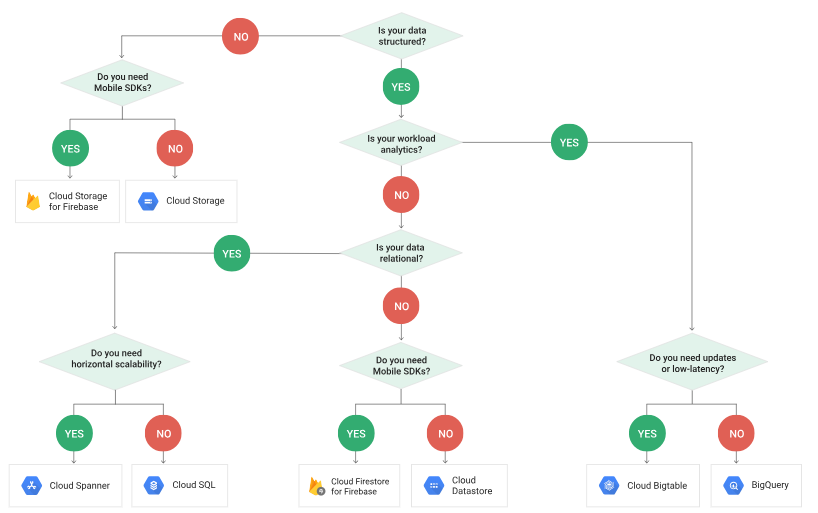 Is your data
structured?
NO
YES
Do you need
Mobile SDKs?
YES
NO
Cloud Storage
for Firebase
Cloud Storage
Is your workload
analytics?
YES
NO
Is your data
relational?
YES
NO
Do you need
horizontal scalability?
Do you need
Mobile SDKs?
Do you need updates
or low-latency?
YES
NO
YES
NO
YES
NO
Cloud Spanner
Cloud SQL
Cloud Firestore
for Firebase
Cloud
Datastore
Cloud Bigtable
BigQuery